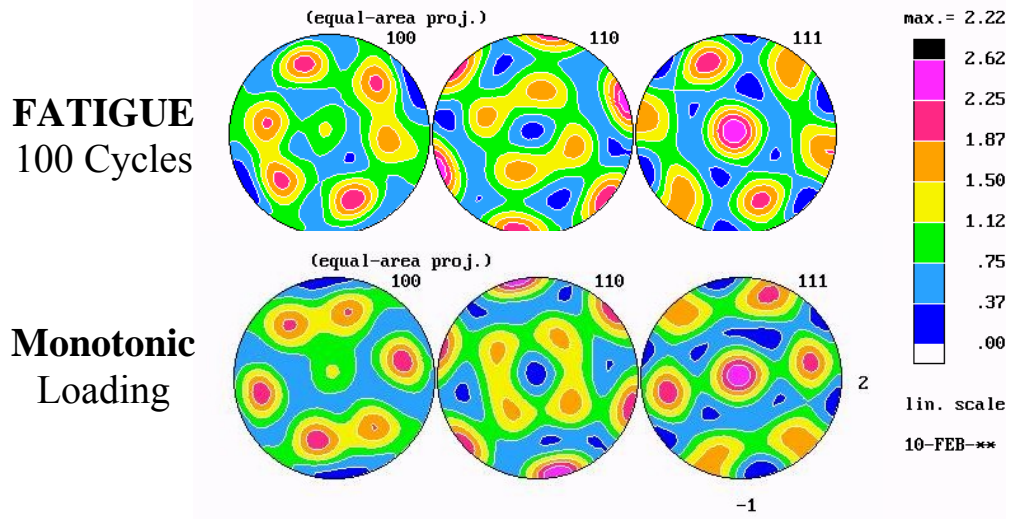 (equal-area proj.)
100
110
111
max.= 2.22
2.62
2.25
1.87
1.50
1.12
.75
.37
.00
FATIGUE
100 Cycles
(equal-area proj.)
100
110
111
Monotonic
Loading
2
-1
lin. scale
10-FEB-**